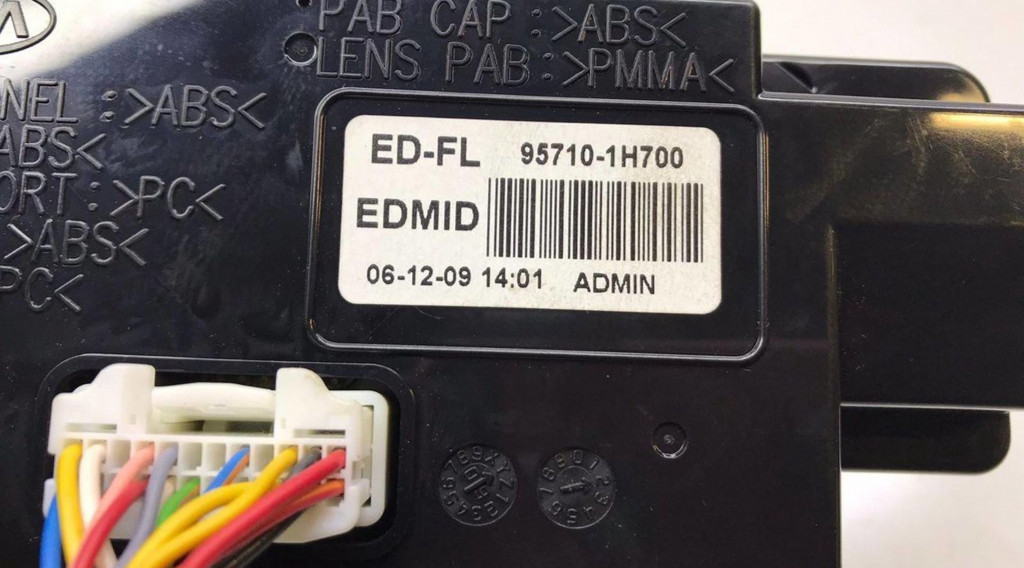 PAB CAP :>ABS<
LENS PAB :>PMMA<
NEL :>ABS<
ABS<
ORT :>PC<
>ABS<
PC<
ED-FL 95710-1H700
EDMID
06-12-09 14:01 ADMIN